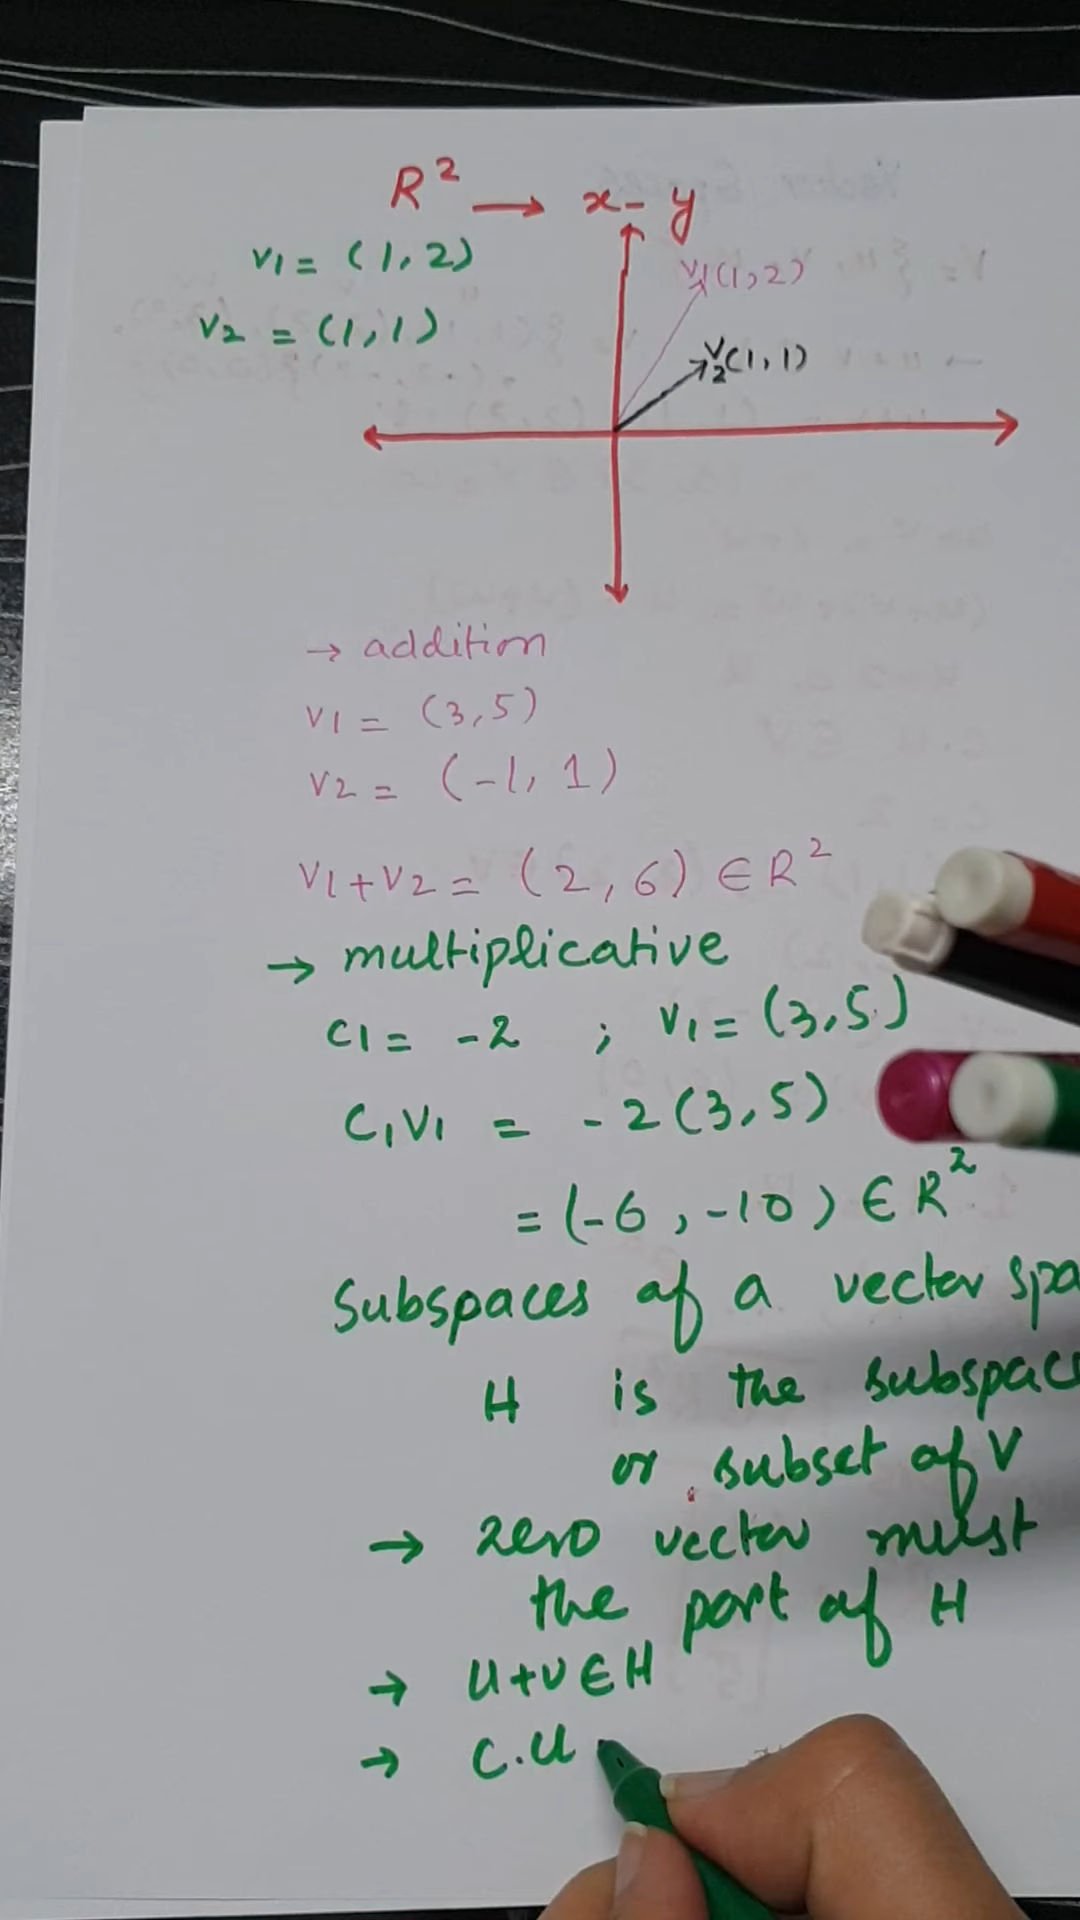 R² → x-y
v1 = (1,2)
v1(1,2)
v2 = (1,1)
v2(1,1)
→ addition
v1 = (3,5)
v2 = (-1, 1)
v1+v2 = (2,6) ∈ R²
→ multiplicative
c1 = -2 ; v1 = (3,5)
c1v1 = -2(3,5)
= (-6, -10) ∈ R²
Subspaces of a vector spa
H is the subspac
or subset of V
→ zero vector must
the part of H
→ u+v ∈ H
→ c.u